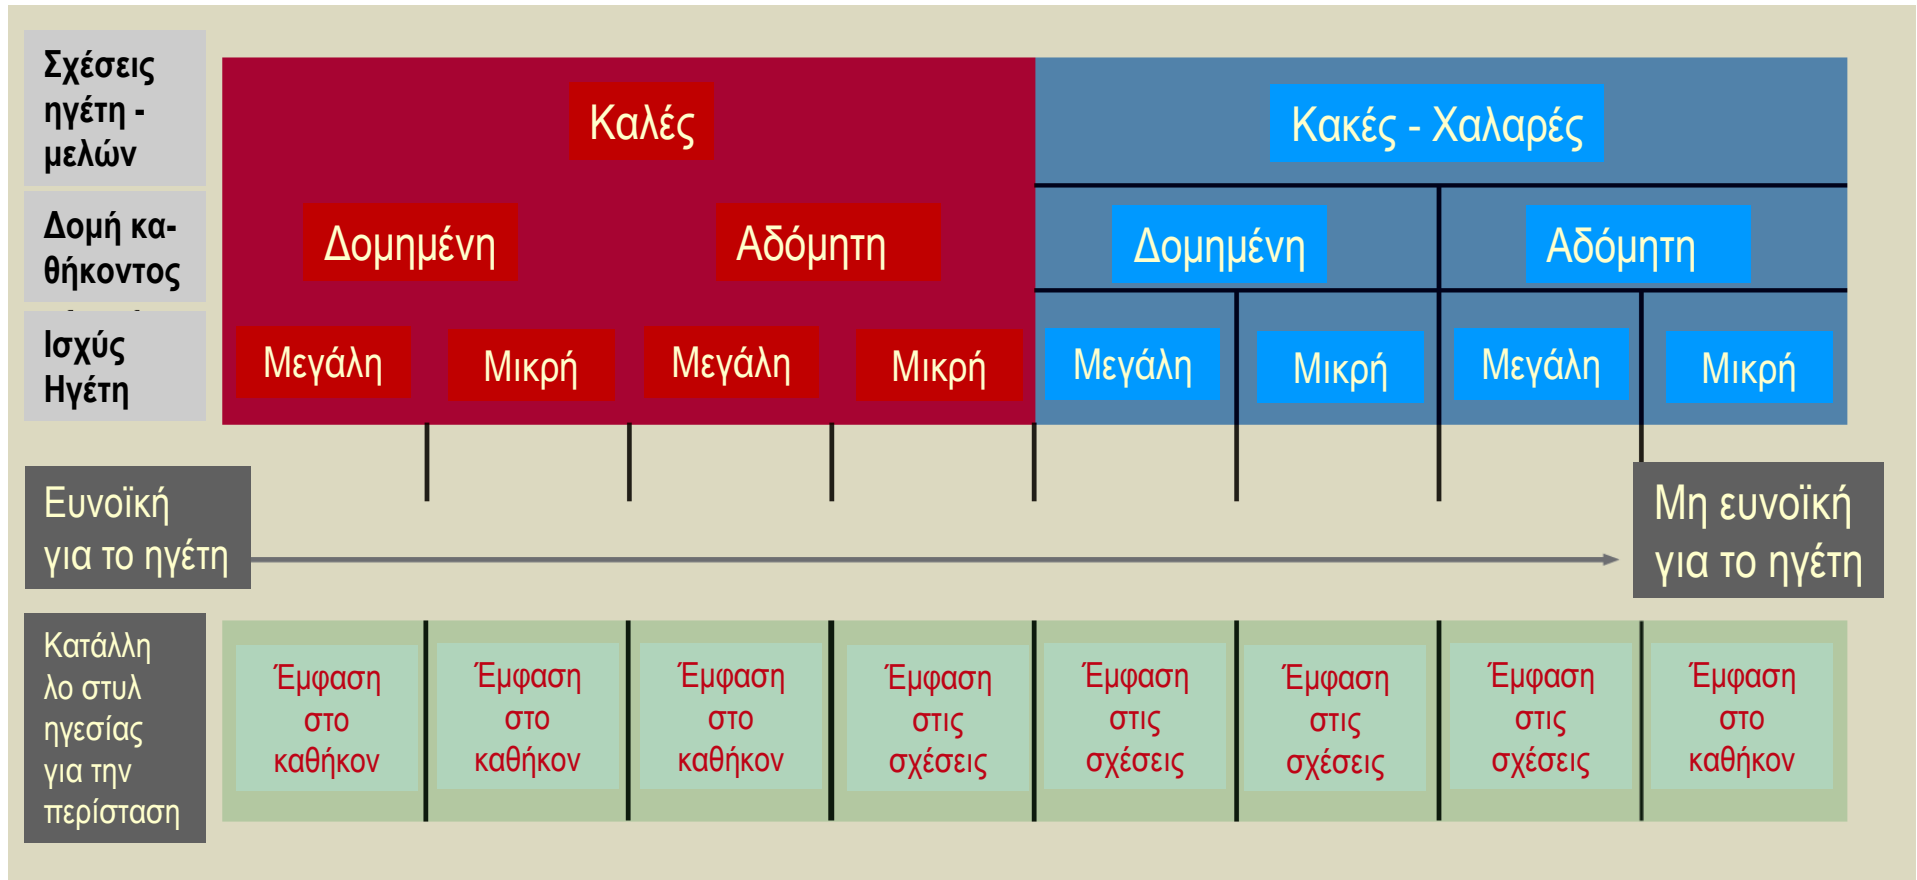 Σχέσεις
ηγέτη -
μελών
Καλές
Κακές - Χαλαρές
Δομή κα-
θήκοντος
Δομημένη
Αδόμητη
Δομημένη
Αδόμητη
Ισχύς
Ηγέτη
Μεγάλη
Μικρή
Μεγάλη
Μικρή
Μεγάλη
Μικρή
Μεγάλη
Μικρή
Ευνοϊκή
για το ηγέτη
Μη ευνοϊκή
για το ηγέτη
Κατάλλη
λο στυλ
ηγεσίας
για την
περίσταση
Έμφαση
στο
καθήκον
Έμφαση
στο
καθήκον
Έμφαση
στο
καθήκον
Έμφαση
στις
σχέσεις
Έμφαση
στις
σχέσεις
Έμφαση
στις
σχέσεις
Έμφαση
στις
σχέσεις
Έμφαση
στο
καθήκον